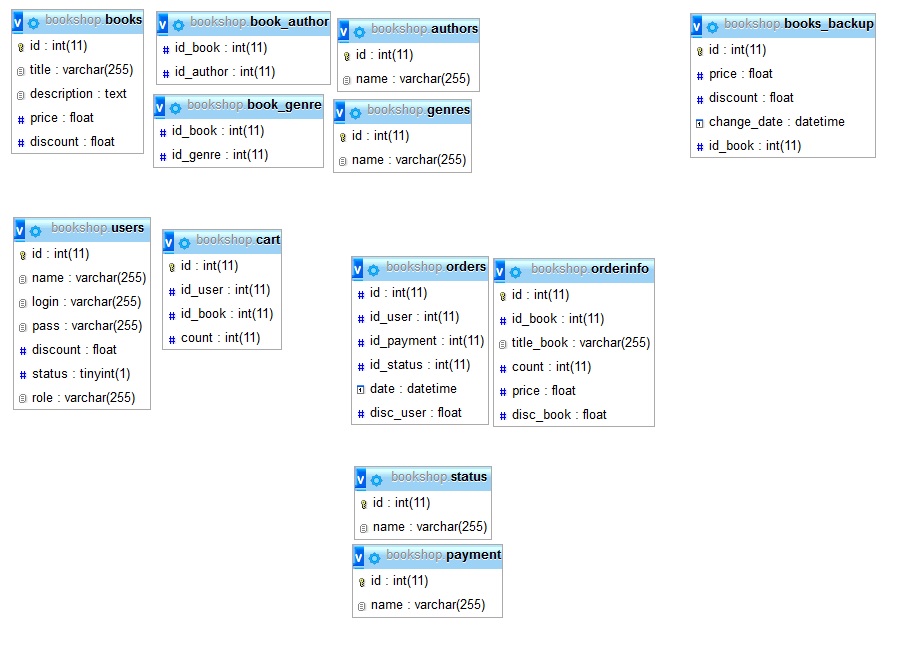 bookshop.books
id : int(11)
title : varchar(255)
description : text
price : float
discount : float
bookshop.book_author
id_book : int(11)
id_author : int(11)
bookshop.authors
id : int(11)
name : varchar(255)
bookshop.book_genre
id_book : int(11)
id_genre : int(11)
bookshop.genres
id : int(11)
name : varchar(255)
bookshop.books_backup
id : int(11)
price : float
discount : float
change_date : datetime
id_book : int(11)
bookshop.users
id : int(11)
name : varchar(255)
login : varchar(255)
pass : varchar(255)
discount : float
status : tinyint(1)
role : varchar(255)
bookshop.cart
id : int(11)
id_user : int(11)
id_book : int(11)
count : int(11)
bookshop.orders
id : int(11)
id_user : int(11)
id_payment : int(11)
id_status : int(11)
date : datetime
disc_user : float
bookshop.orderinfo
id : int(11)
id_book : int(11)
title_book : varchar(255)
count : int(11)
price : float
disc_book : float
bookshop.status
id : int(11)
name : varchar(255)
bookshop.payment
id : int(11)
name : varchar(255)